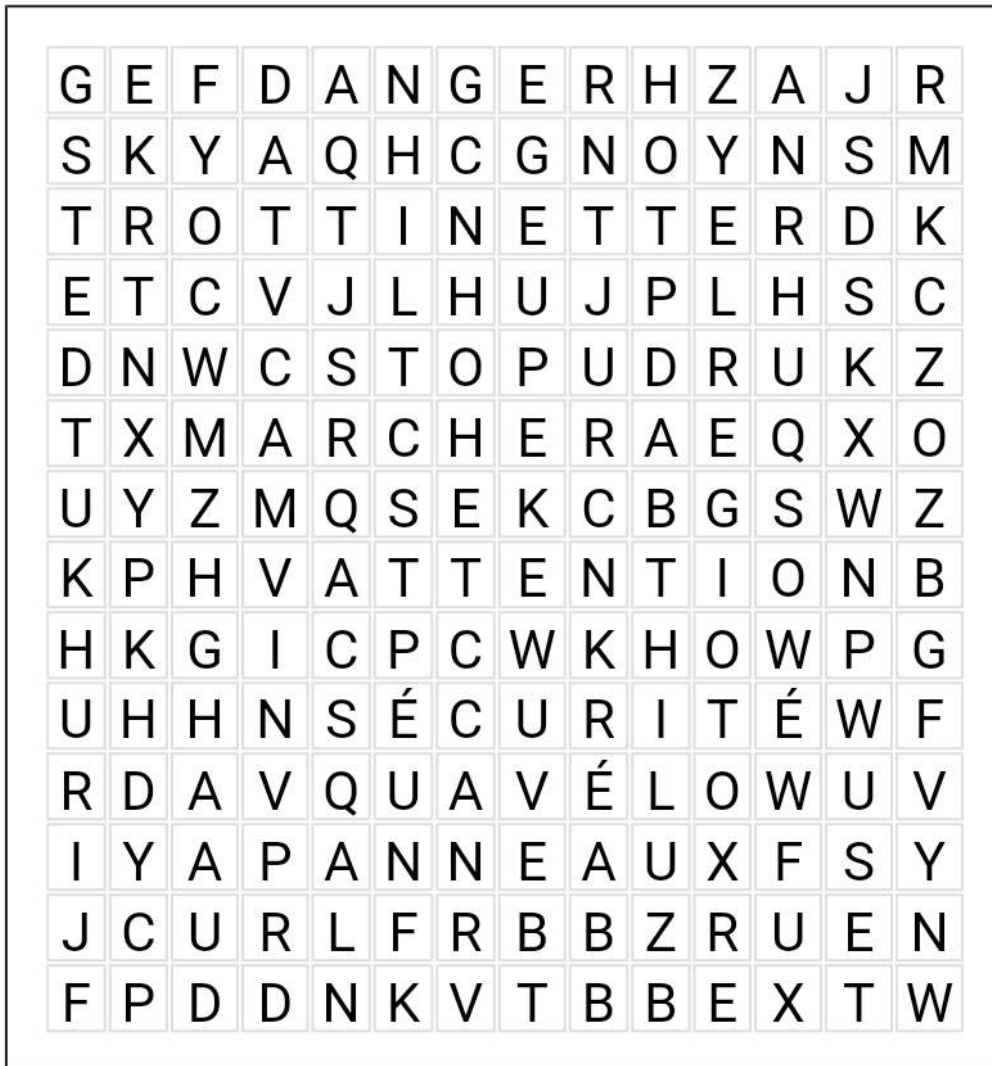 G E F D A N G E R H Z A J R
S K Y A Q H C G N O Y N S M
T R O T T I N E T T E R D K
E T C V J L H U J P L H S C
D N W C S T O P U D R U K Z
T X M A R C H E R A E Q X O
U Y Z M Q S E K C B G S W Z
K P H V A T T E N T I O N B
H K G I C P C W K H O W P G
U H H N S É C U R I T É W F
R D A V Q U A V É L O W U V
I Y A P A N N E A U X F S Y
J C U R L F R B B Z R U E N
F P D D N K V T B B E X T W